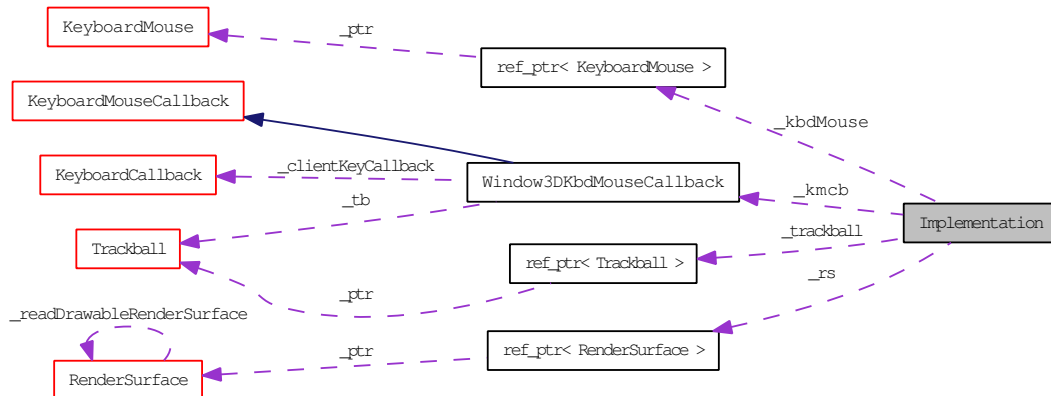 KeyboardMouse
_ptr
ref_ptr< KeyboardMouse >
KeyboardMouseCallback
_kbdMouse
KeyboardCallback
_clientKeyCallback
Window3DKbdMouseCallback
_kmcb
_tb
Implementation
Trackball
ref_ptr< Trackball >
_trackball
_ptr
_rs
_readDrawableRenderSurface
_ptr
ref_ptr< RenderSurface >
RenderSurface